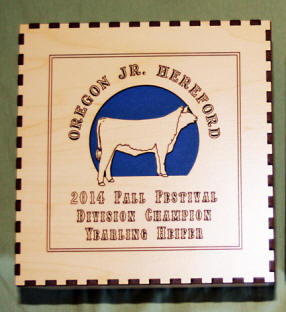 OREGON JR. HEREFORD
2014 FALL FESTIVAL
DIVISION CHAMPION
YEARLING HEIFER